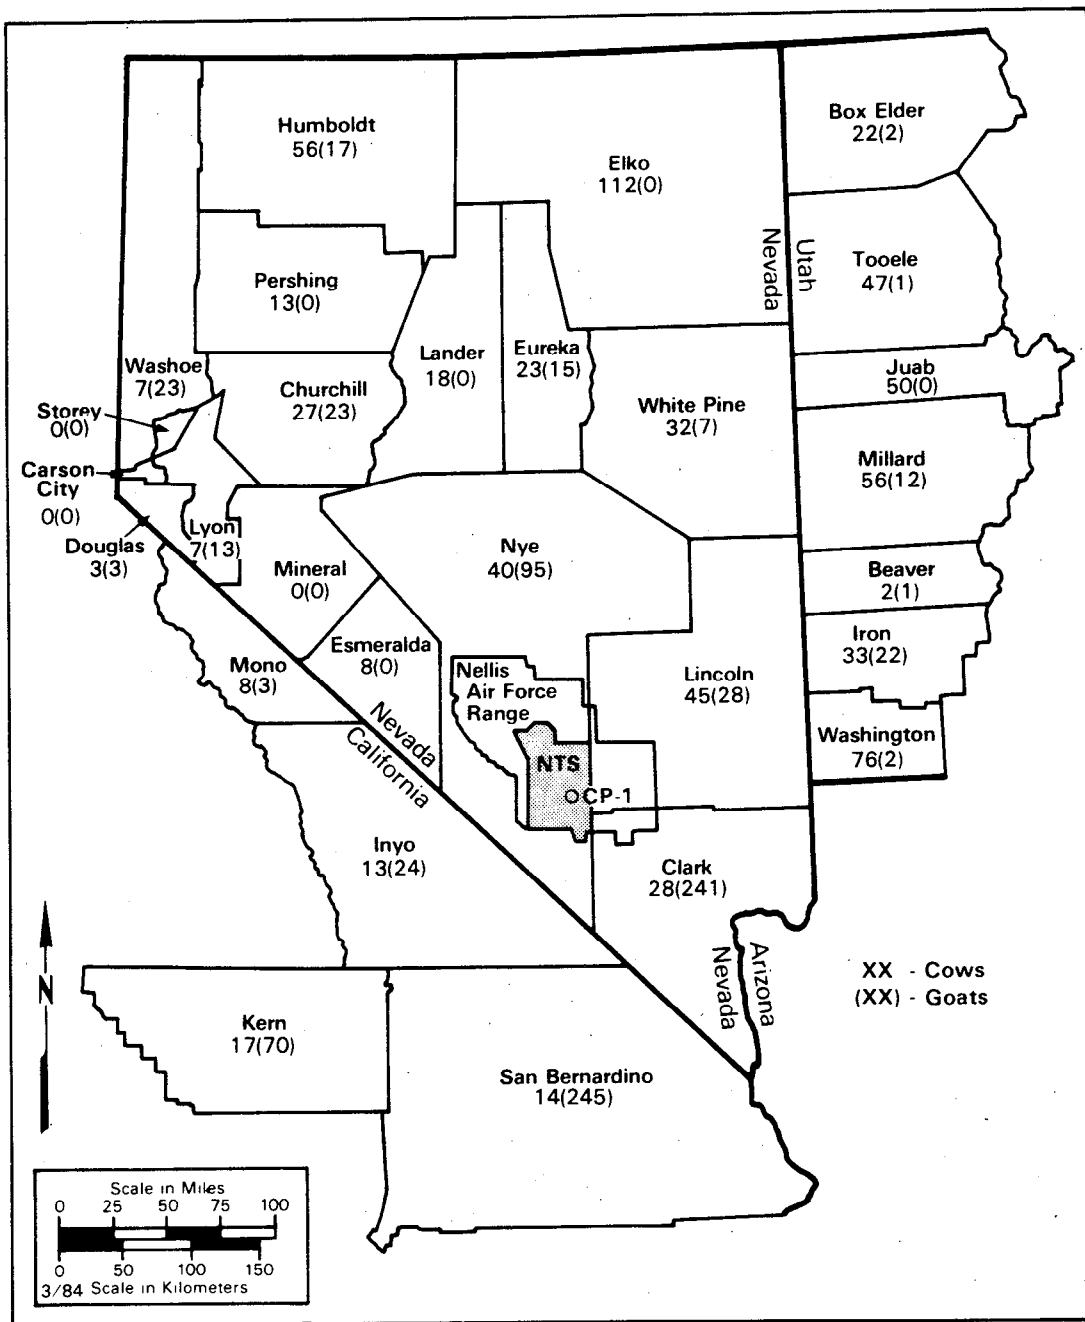 Humboldt
56(17)
Elko
112(0)
Box Elder
22(2)
Nevada
Utah
Tooele
47(1)
Pershing
13(0)
Washoe
7(23)
Churchill
27(23)
Lander
18(0)
Eureka
23(15)
Juab
50(0)
White Pine
32(7)
Storey
0(0)
Carson
City
0(0)
Millard
56(12)
Lyon
7(13)
Douglas
3(3)
Mineral
0(0)
Nye
40(95)
Beaver
2(1)
Iron
33(22)
Esmeralda
8(0)
Mono
8(3)
Nellis
Air Force
Range
Lincoln
45(28)
Washington
76(2)
Nevada
California
NTS
CP-1
Inyo
13(24)
Clark
28(241)
Nevada
Arizona
XX - Cows
(XX) - Goats
N
Kern
17(70)
San Bernardino
14(245)
Scale in Miles
0 25 50 75 100
0 50 100 150
3/84 Scale in Kilometers